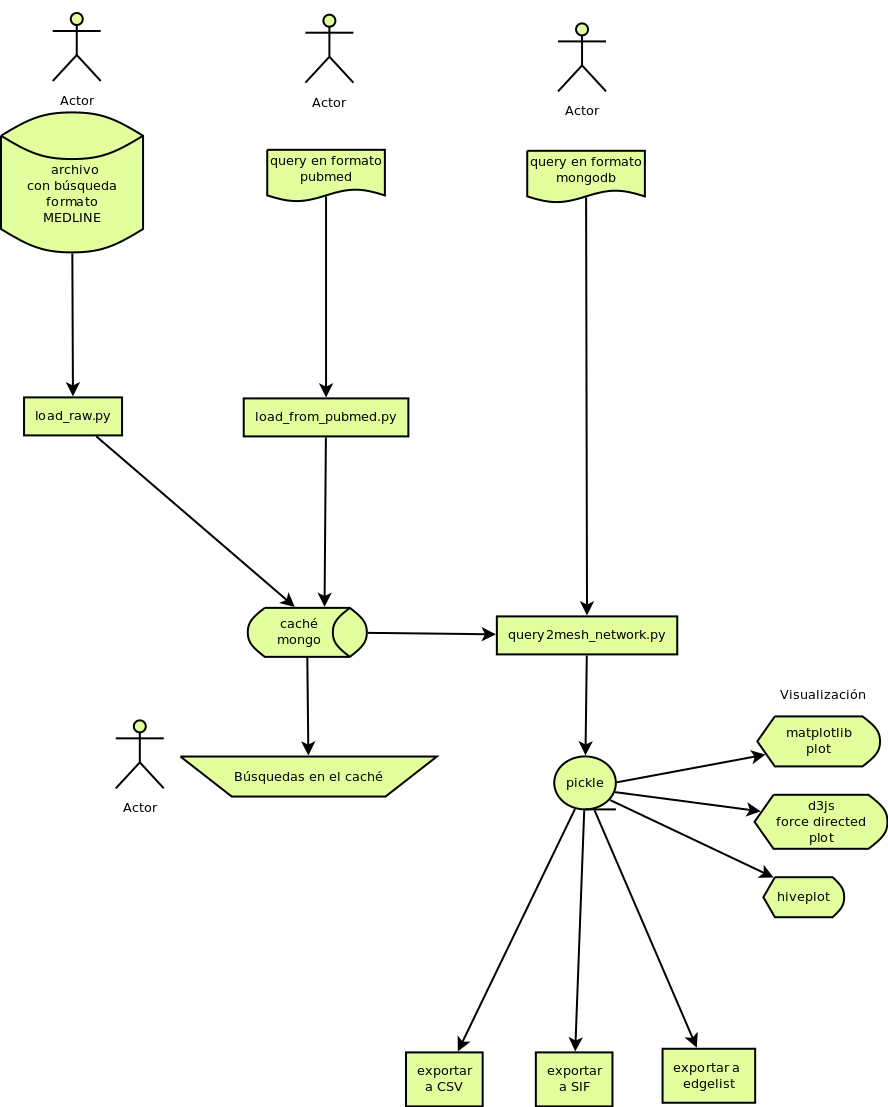 Actor
Actor
Actor
archivo
con búsqueda
formato
MEDLINE
query en formato
pubmed
query en formato
mongodb
load_raw.py
load_from_pubmed.py
caché
mongo
query2mesh_network.py
Actor
Búsquedas en el caché
pickle
Visualización
matplotlib
plot
d3js
force directed
plot
hiveplot
exportar
a CSV
exportar
a SIF
exportar a
edgelist